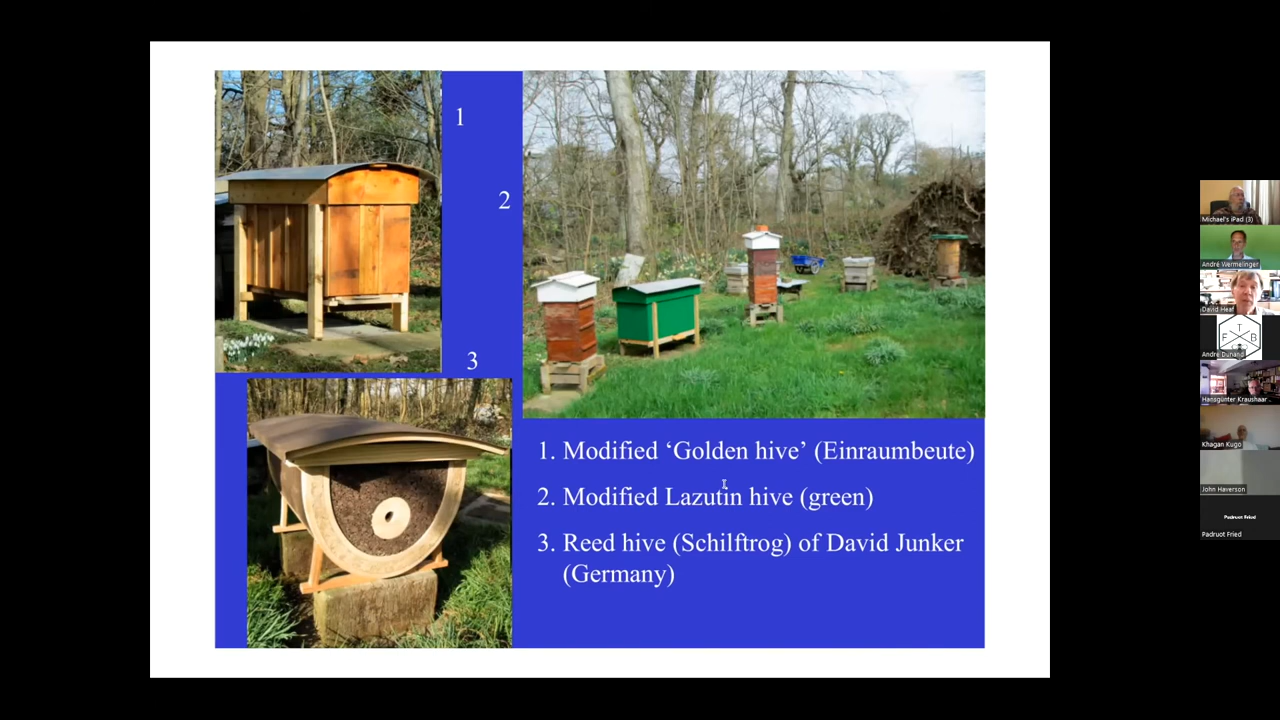 1
2
3
1. Modified ‘Golden hive’ (Einraumbeute)
2. Modified Lazutin hive (green)
3. Reed hive (Schilftrog) of David Junker
(Germany)
Michael's iPad (3)
André Wermelinger
David Heaf
T
F B
André Dunand
Hansgünter Kraushaar
Khagan Kugo
John Haverson
Padruot Fried
Padruot Fried